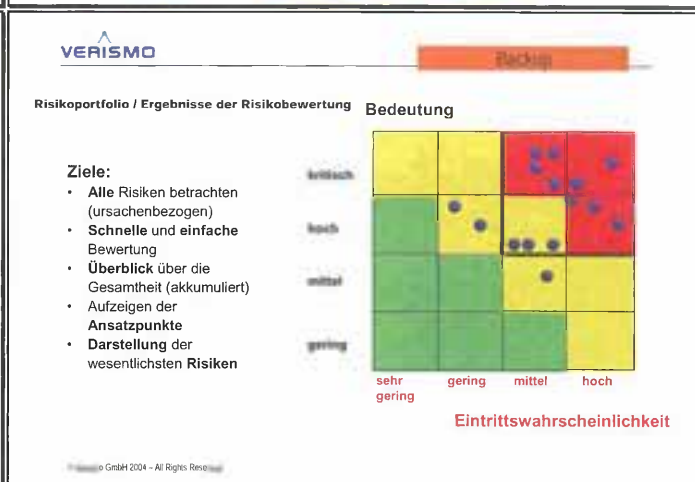 VERISMO
Backup
Risikoportfolio / Ergebnisse der Risikobewertung
Bedeutung
Ziele:
• Alle Risiken betrachten
(ursachenbezogen)
• Schnelle und einfache
Bewertung
• Überblick über die
Gesamtheit (akkumuliert)
• Aufzeigen der
Ansatzpunkte
• Darstellung der
wesentlichsten Risiken
kritisch
hoch
mittel
gering
sehr
gering
gering
mittel
hoch
Eintrittswahrscheinlichkeit
GmbH 2004 – All Rights